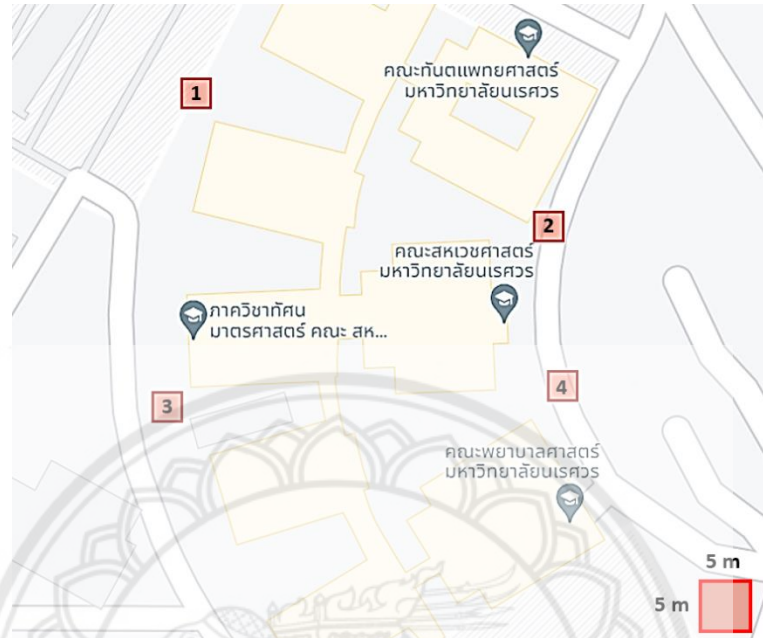 คณะทันตแพทยศาสตร์
มหาวิทยาลัยนเรศวร
1
2
คณะสหเวชศาสตร์
มหาวิทยาลัยนเรศวร
ภาควิชาทัศน
มาตรศาสตร์ คณะ สห...
3
4
คณะพยาบาลศาสตร์
มหาวิทยาลัยนเรศวร
5 m
5 m